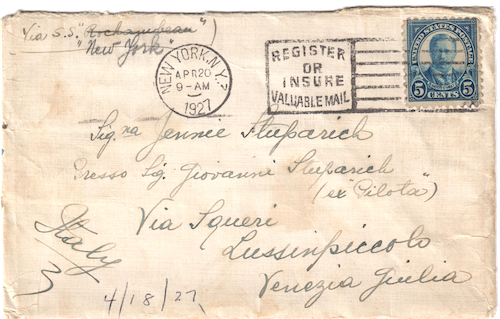 Via S.S. "Rochambeau"
"New York")
NEW YORK, N.Y.
APR 20
9-AM
1927
REGISTER
OR
INSURE
VALUABLE MAIL
UNITED STATES POSTAGE
5 CENTS 5
Sig.na Jennie Stuparich
Presso Sig. Giovanni Stuparich
(ex Pilota)
Via Squeri
Lussinpiccolo
Venezia Giulia
Italy
4/18/27